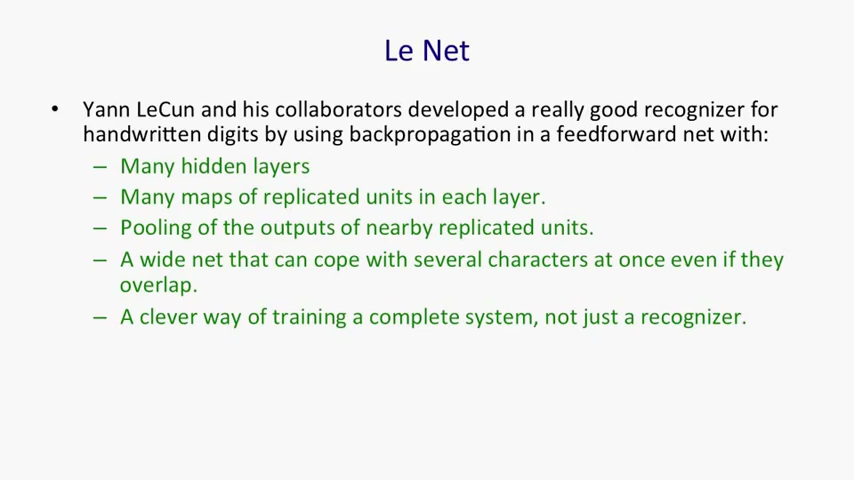 Le Net
• Yann LeCun and his collaborators developed a really good recognizer for
handwritten digits by using backpropagation in a feedforward net with:
– Many hidden layers
– Many maps of replicated units in each layer.
– Pooling of the outputs of nearby replicated units.
– A wide net that can cope with several characters at once even if they
overlap.
– A clever way of training a complete system, not just a recognizer.